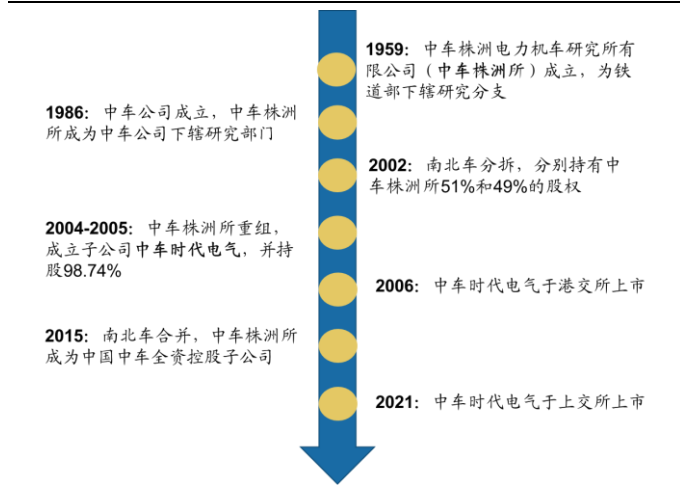 1959：中车株洲电力机车研究所有
限公司（中车株洲所）成立，为铁
道部下辖研究分支
1986：中车公司成立，中车株洲
所成为中车公司下辖研究部门
2002：南北车分拆，分别持有中
车株洲所51%和49%的股权
2004-2005：中车株洲所重组，
成立子公司中车时代电气，并持
股98.74%
2006：中车时代电气于港交所上市
2015：南北车合并，中车株洲所
成为中国中车全资控股子公司
2021：中车时代电气于上交所上市